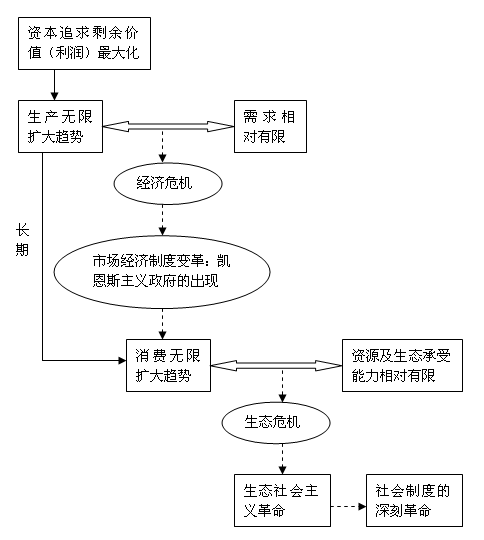 资本追求剩余价
值（利润）最大化
生产无限
扩大趋势
需求相
对有限
经济危机
长
期
市场经济制度变革：凯
恩斯主义政府的出现
消费无限
扩大趋势
资源及生态承受
能力相对有限
生态危机
生态社会主
义革命
社会制度的
深刻革命